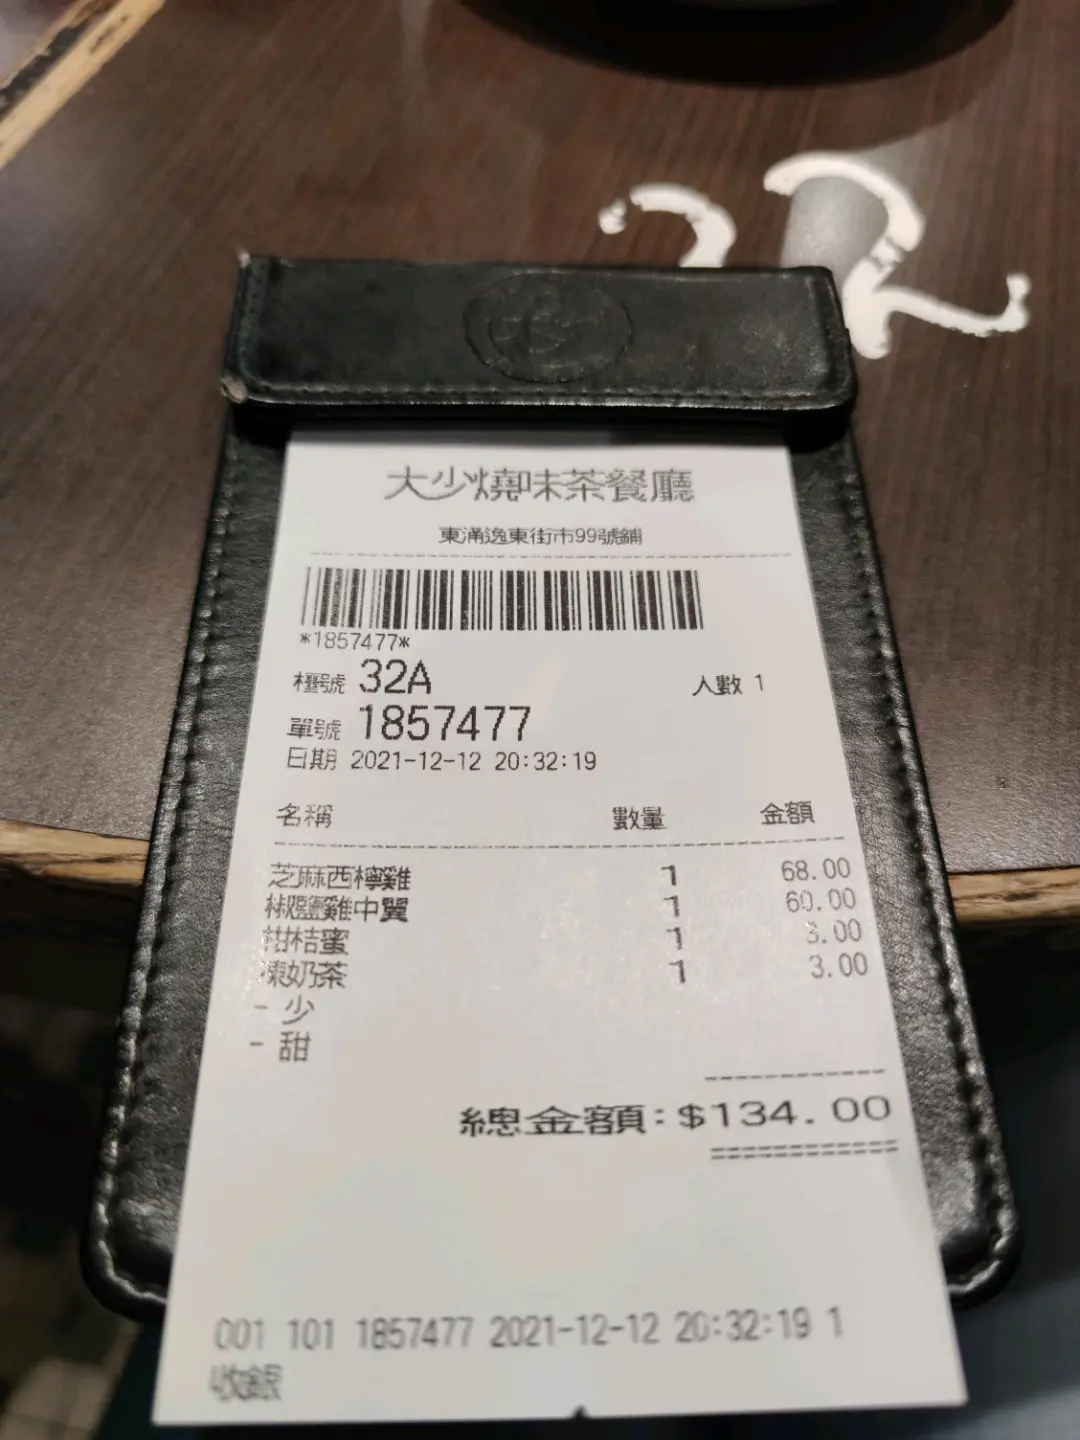 大少燒味茶餐廳
東涌逸東街市99號鋪
*1857477*
檯號 32A 人數 1
單號 1857477
日期 2021-12-12 20:32:19
名稱 數量 金額
芝麻西檸雞 1 68.00
椒鹽雞中翼 1 60.00
柑桔蜜 1 3.00
凍奶茶 1 3.00
- 少
- 甜
總金額:$134.00
001 101 1857477 2021-12-12 20:32:19 1
收銀